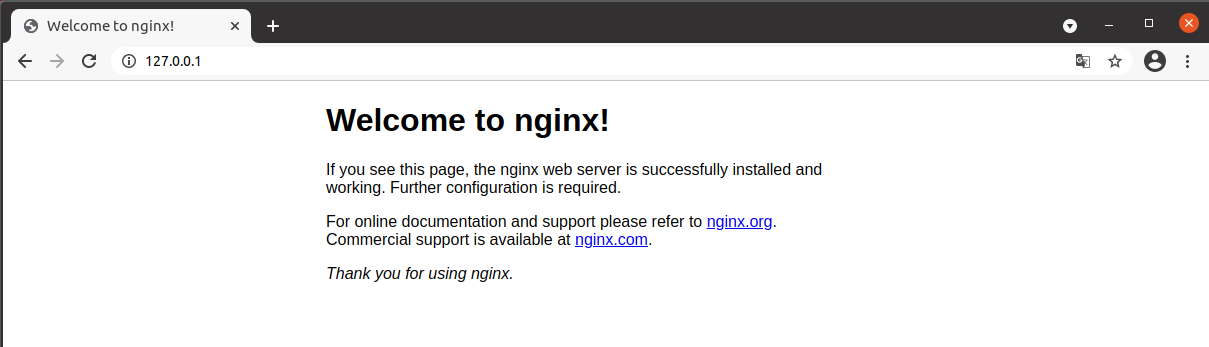 Welcome to nginx!
127.0.0.1
Welcome to nginx!
If you see this page, the nginx web server is successfully installed and
working. Further configuration is required.
For online documentation and support please refer to nginx.org.
Commercial support is available at nginx.com.
Thank you for using nginx.